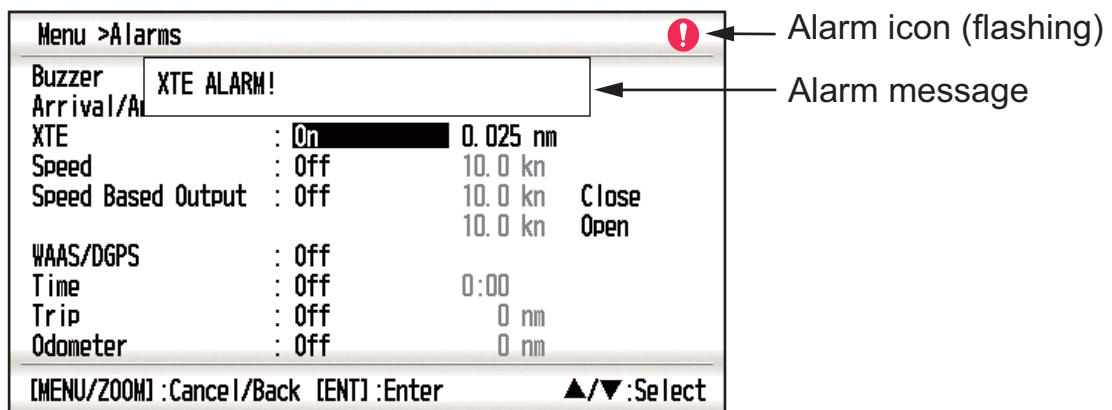 Menu >Alarms
Alarm icon (flashing)
Buzzer
XTE ALARM!
Alarm message
Arrival/A
XTE : On 0.025 nm
Speed : Off 10.0 kn
Speed Based Output : Off 10.0 kn Close
10.0 kn Open
WAAS/DGPS : Off
Time : Off 0:00
Trip : Off 0 nm
Odometer : Off 0 nm
[MENU/ZOOM]:Cancel/Back [ENT]:Enter ▲/▼:Select